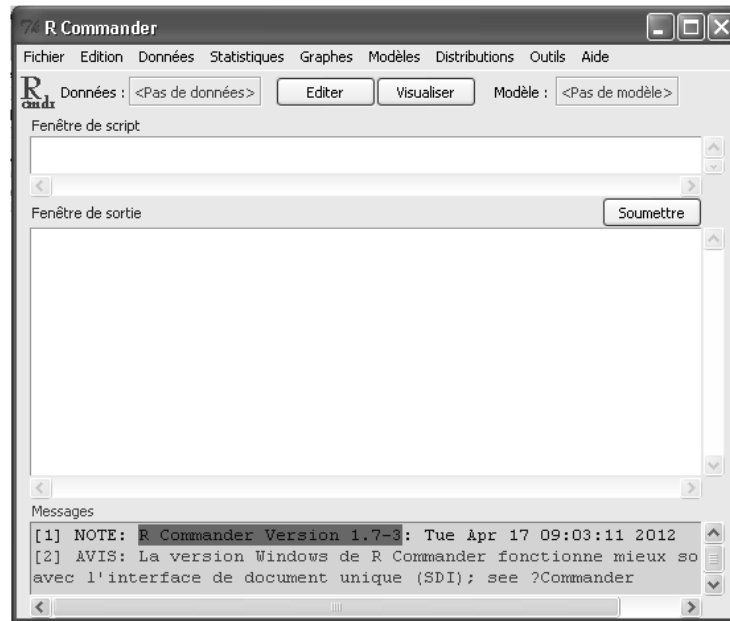 R Commander
Fichier Edition Données Statistiques Graphes Modèles Distributions Outils Aide
R cmdr Données : <Pas de données> Editer Visualiser Modèle : <Pas de modèle>
Fenêtre de script
Fenêtre de sortie Soumettre
Messages
[1] NOTE: R Commander Version 1.7-3: Tue Apr 17 09:03:11 2012
[2] AVIS: La version Windows de R Commander fonctionne mieux so
avec l'interface de document unique (SDI); see ?Commander